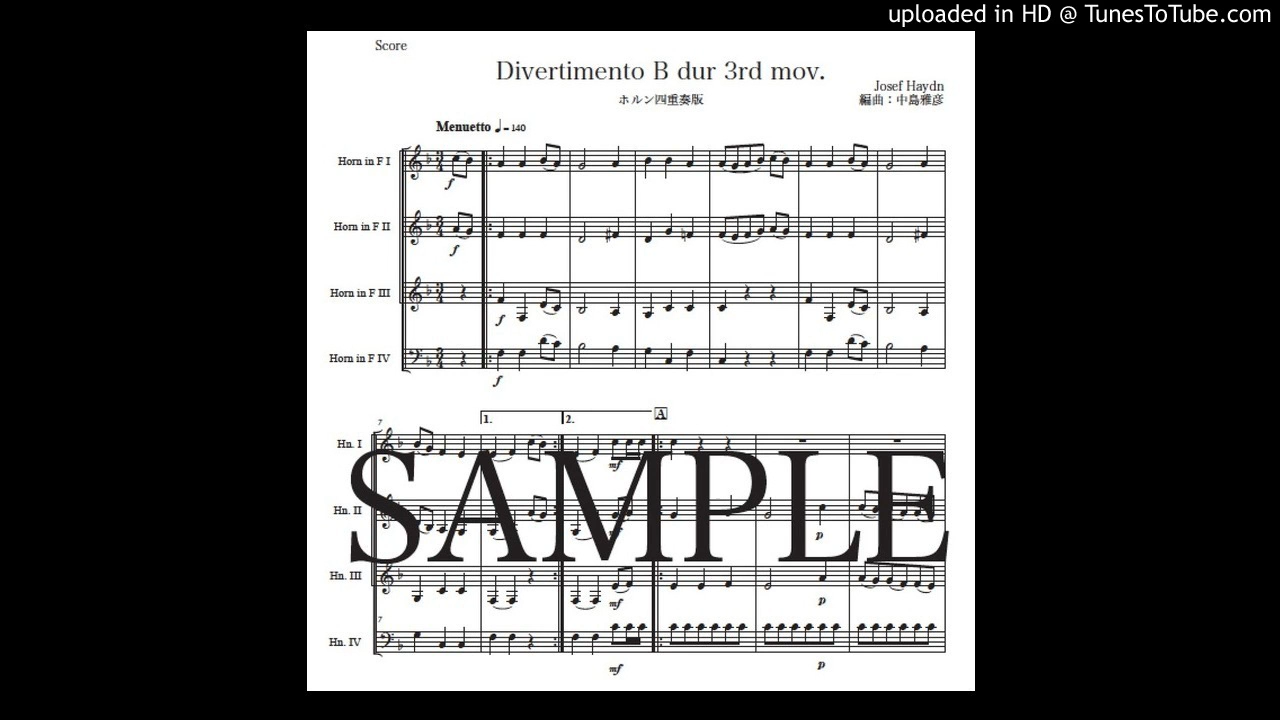 uploaded in HD @ TunesToTube.com
Score
Divertimento B dur 3rd mov.
Josef Haydn
ホルン四重奏版
編曲：中島雅彦
Menuetto ♩=140
Horn in F I
f
Horn in F II
f
Horn in F III
f
Horn in F IV
f
7
1.
2.
A
Hn. I
mf
SAMPLE
Hn. II
p
Hn. III
mf
p
7
Hn. IV
mf
p